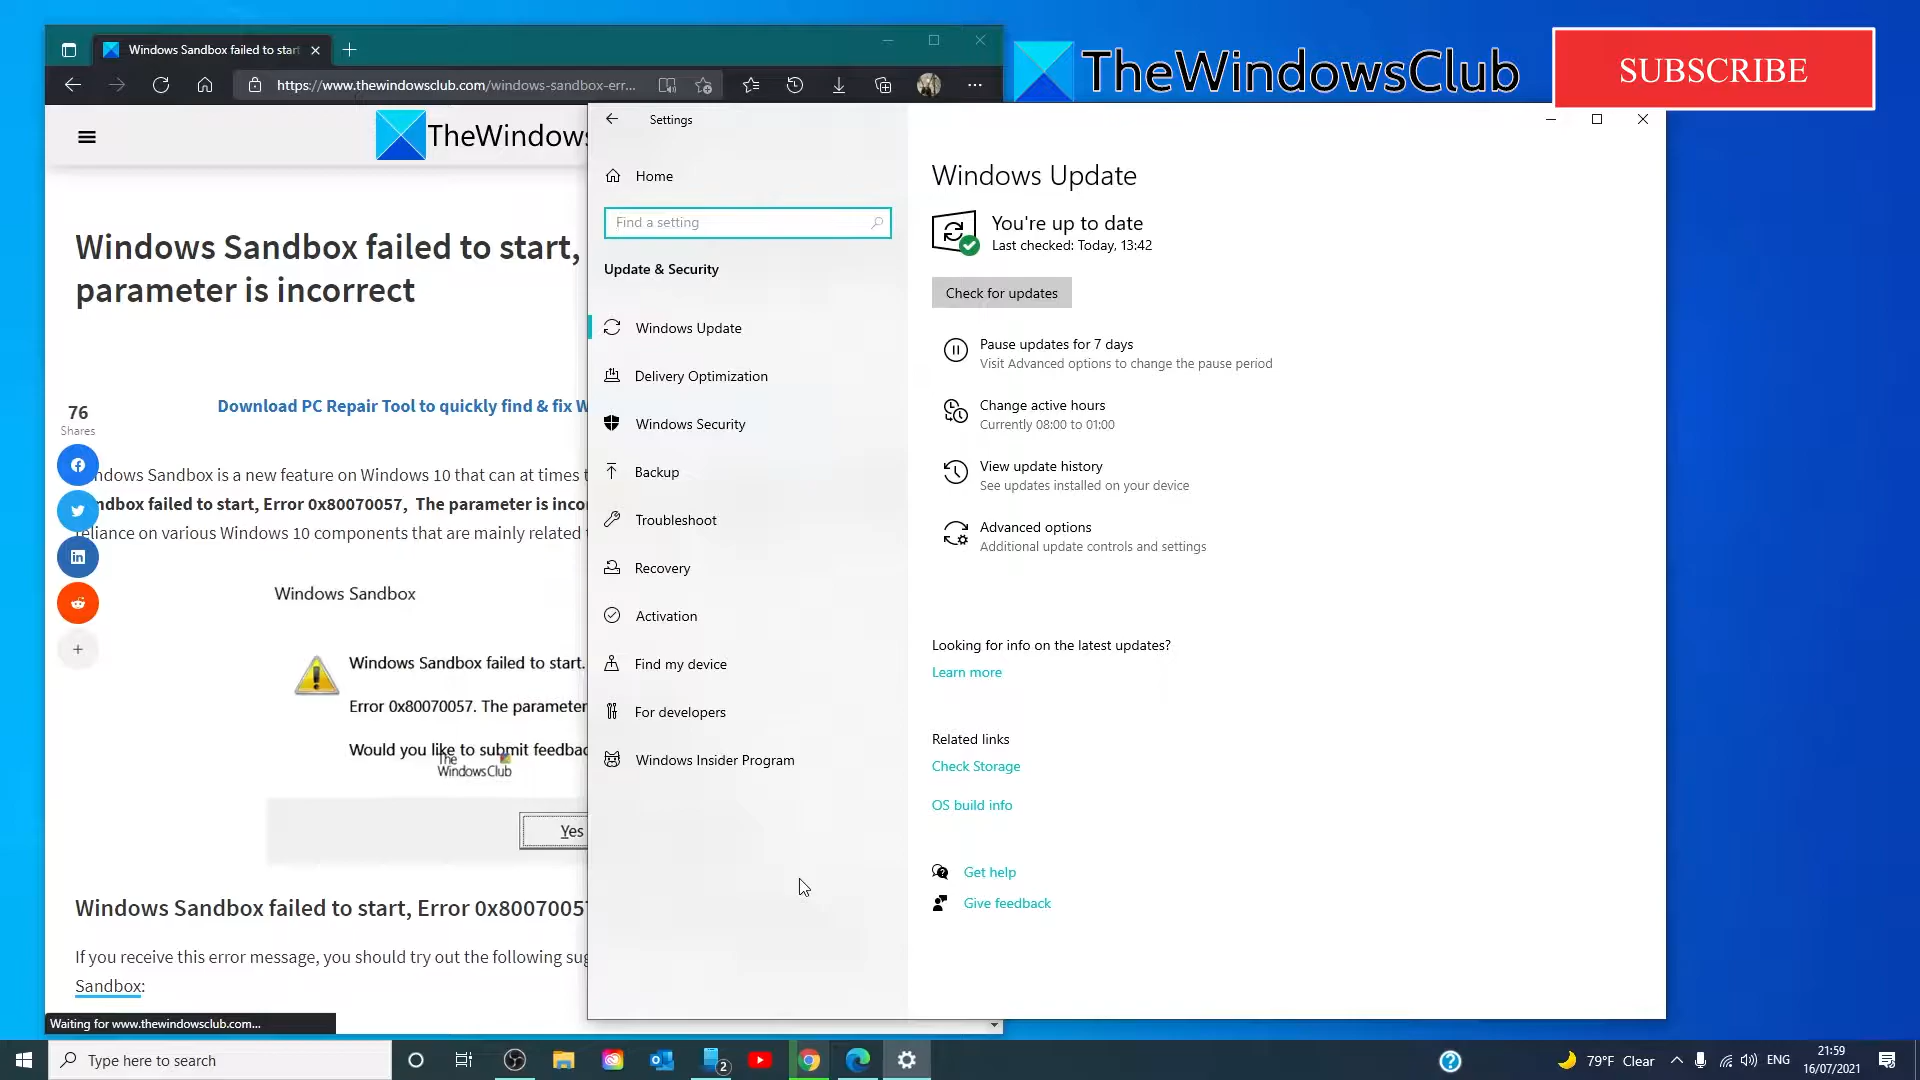 Windows Sandbox failed to start
https://www.thewindowsclub.com/windows-sandbox-err...
TheWindowsClub
SUBSCRIBE
TheWindows
Windows Sandbox failed to start,
parameter is incorrect
76
Shares
Download PC Repair Tool to quickly find & fix W
ndows Sandbox is a new feature on Windows 10 that can at times t
ndbox failed to start, Error 0x80070057, The parameter is inco
eliance on various Windows 10 components that are mainly related
Windows Sandbox
Windows Sandbox failed to start.
Error 0x80070057. The parameter
Would you like to submit feedbac
The
WindowsClub
Yes
Windows Sandbox failed to start, Error 0x8007005
If you receive this error message, you should try out the following sug
Sandbox:
Waiting for www.thewindowsclub.com...
Settings
Home
Find a setting
Update & Security
Windows Update
Delivery Optimization
Windows Security
Backup
Troubleshoot
Recovery
Activation
Find my device
For developers
Windows Insider Program
Windows Update
You're up to date
Last checked: Today, 13:42
Check for updates
Pause updates for 7 days
Visit Advanced options to change the pause period
Change active hours
Currently 08:00 to 01:00
View update history
See updates installed on your device
Advanced options
Additional update controls and settings
Looking for info on the latest updates?
Learn more
Related links
Check Storage
OS build info
Get help
Give feedback
Type here to search
2
79°F Clear
ENG
21:59
16/07/2021